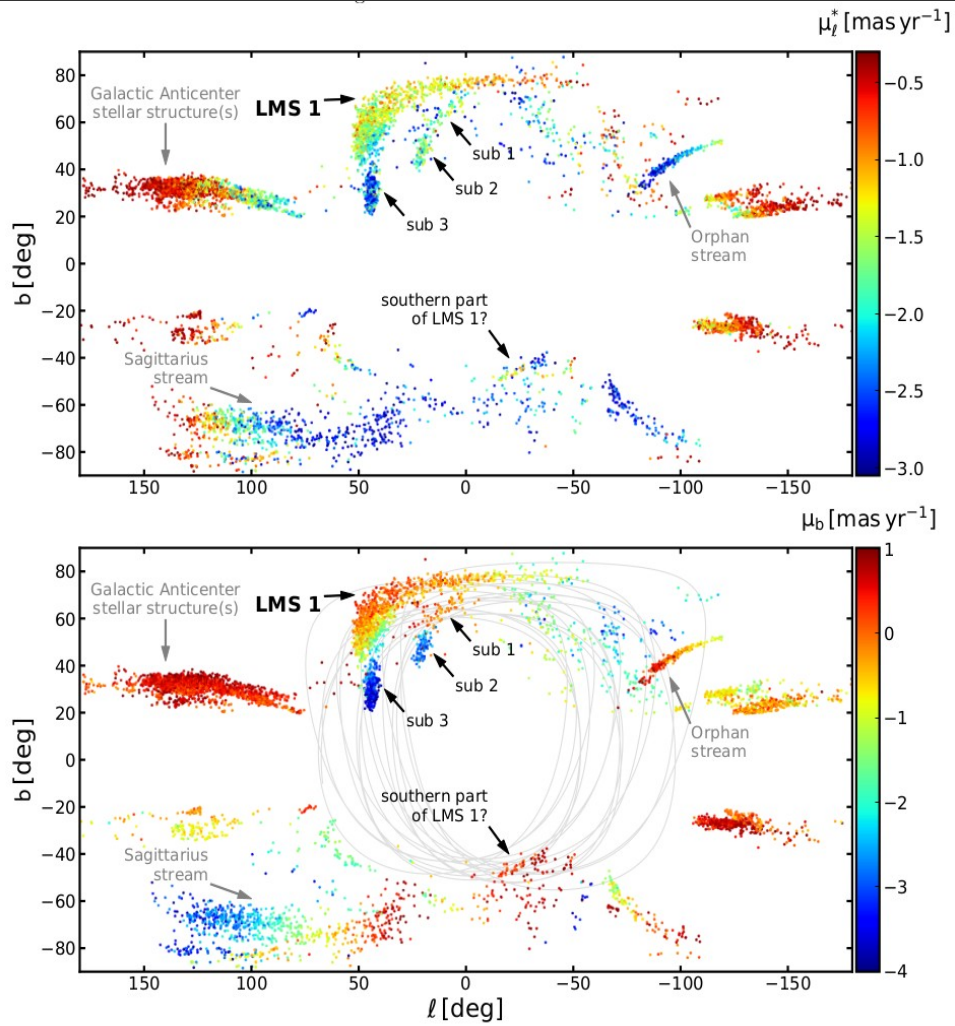 μ*ℓ [mas yr−1]
Galactic Anticenter
stellar structure(s)
LMS 1
sub 1
sub 2
sub 3
Orphan
stream
southern part
of LMS 1?
Sagittarius
stream
b [deg]
80
60
40
20
0
−20
−40
−60
−80
150
100
50
0
−50
−100
−150
−0.5
−1.0
−1.5
−2.0
−2.5
−3.0
μb [mas yr−1]
Galactic Anticenter
stellar structure(s)
LMS 1
sub 1
sub 2
sub 3
Orphan
stream
southern part
of LMS 1?
Sagittarius
stream
b [deg]
80
60
40
20
0
−20
−40
−60
−80
150
100
50
0
−50
−100
−150
ℓ [deg]
1
0
−1
−2
−3
−4